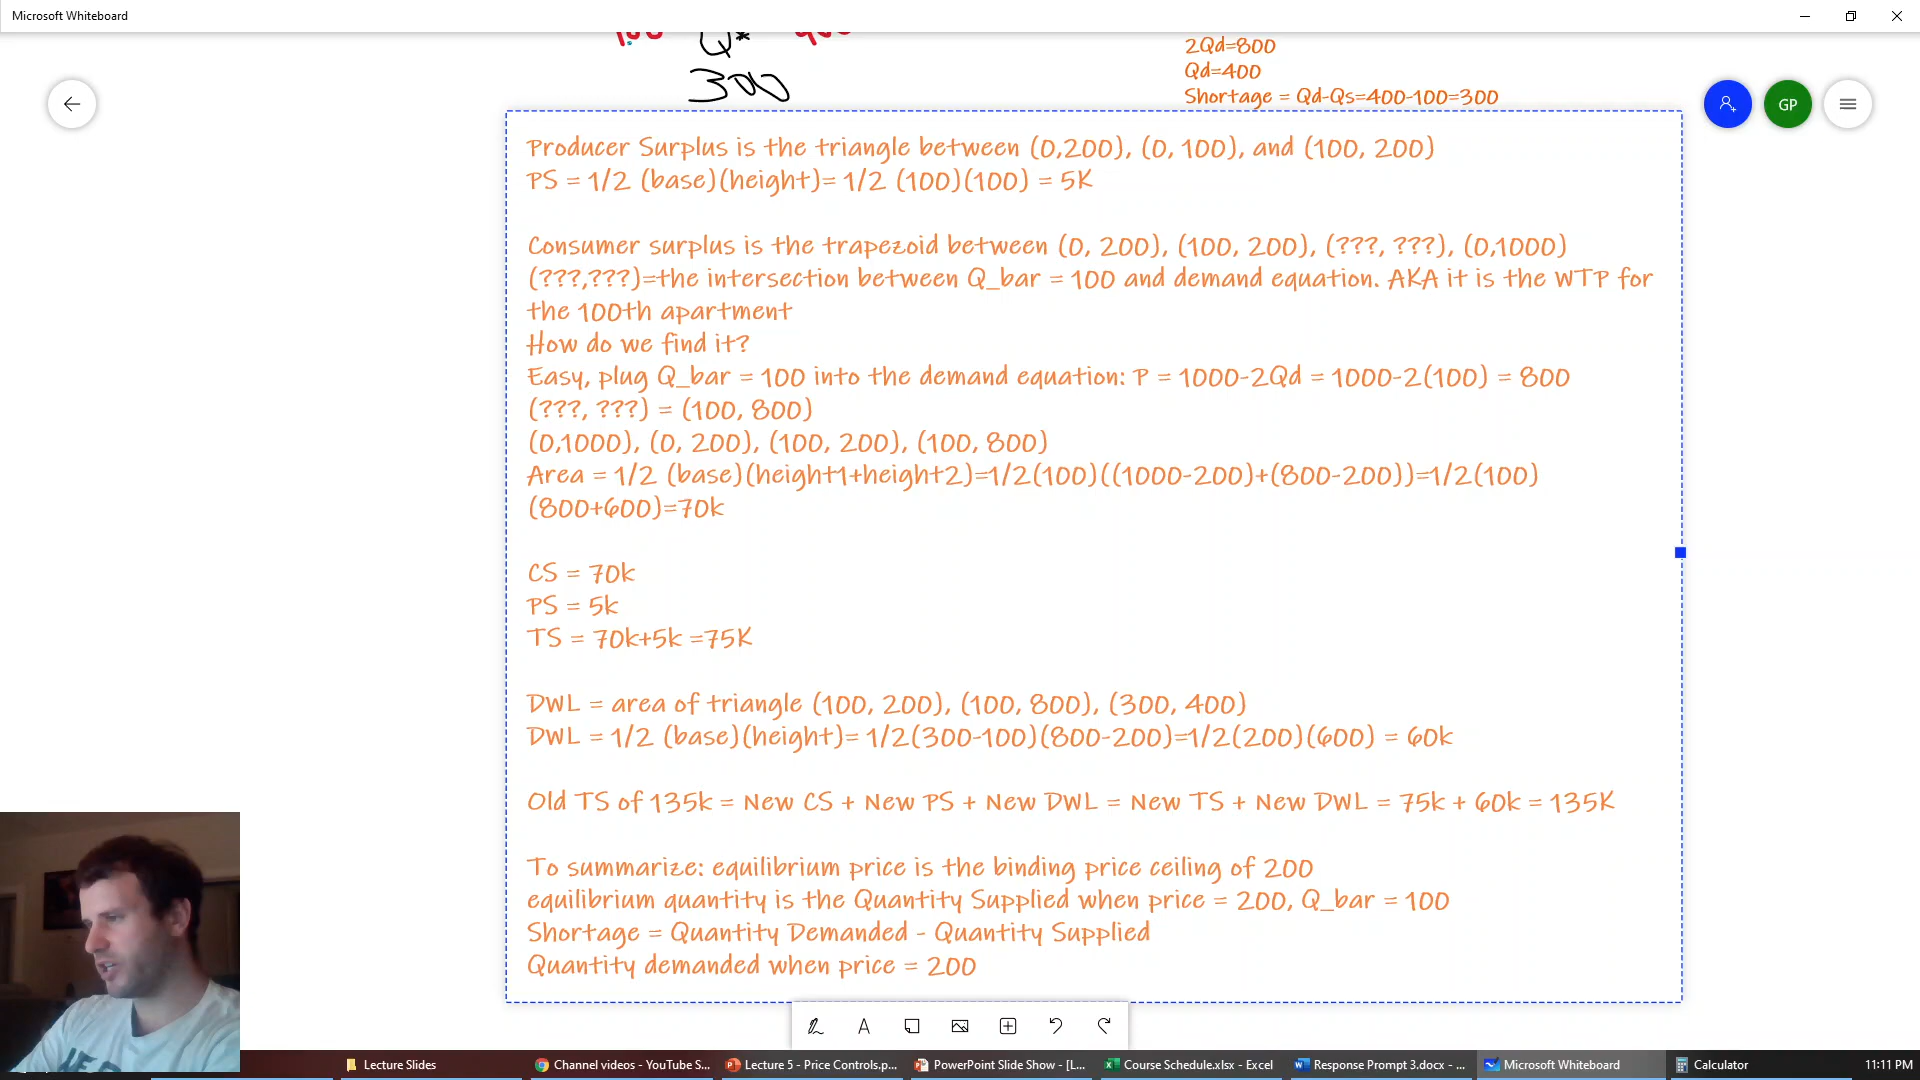 Microsoft Whiteboard
Q*
300
2Qd=800
Qd=400
Shortage = Qd-Qs=400-100=300
GP
Producer Surplus is the triangle between (0,200), (0, 100), and (100, 200)
PS = 1/2 (base)(height)= 1/2 (100)(100) = 5K
Consumer surplus is the trapezoid between (0, 200), (100, 200), (???, ???), (0,1000)
(???,???)=the intersection between Q_bar = 100 and demand equation. AKA it is the WTP for
the 100th apartment
How do we find it?
Easy, plug Q_bar = 100 into the demand equation: P = 1000-2Qd = 1000-2(100) = 800
(???, ???) = (100, 800)
(0,1000), (0, 200), (100, 200), (100, 800)
Area = 1/2 (base)(height1+height2)=1/2(100)((1000-200)+(800-200))=1/2(100)
(800+600)=70k
CS = 70k
PS = 5k
TS = 70k+5k =75K
DWL = area of triangle (100, 200), (100, 800), (300, 400)
DWL = 1/2 (base)(height)= 1/2(300-100)(800-200)=1/2(200)(600) = 60k
Old TS of 135k = New CS + New PS + New DWL = New TS + New DWL = 75k + 60k = 135K
To summarize: equilibrium price is the binding price ceiling of 200
equilibrium quantity is the Quantity Supplied when price = 200, Q_bar = 100
Shortage = Quantity Demanded - Quantity Supplied
Quantity demanded when price = 200
Lecture Slides
Channel videos - YouTube S...
Lecture 5 - Price Controls.p...
PowerPoint Slide Show - [L...
Course Schedule.xlsx - Excel
Response Prompt 3.docx - ...
Microsoft Whiteboard
Calculator
11:11 PM